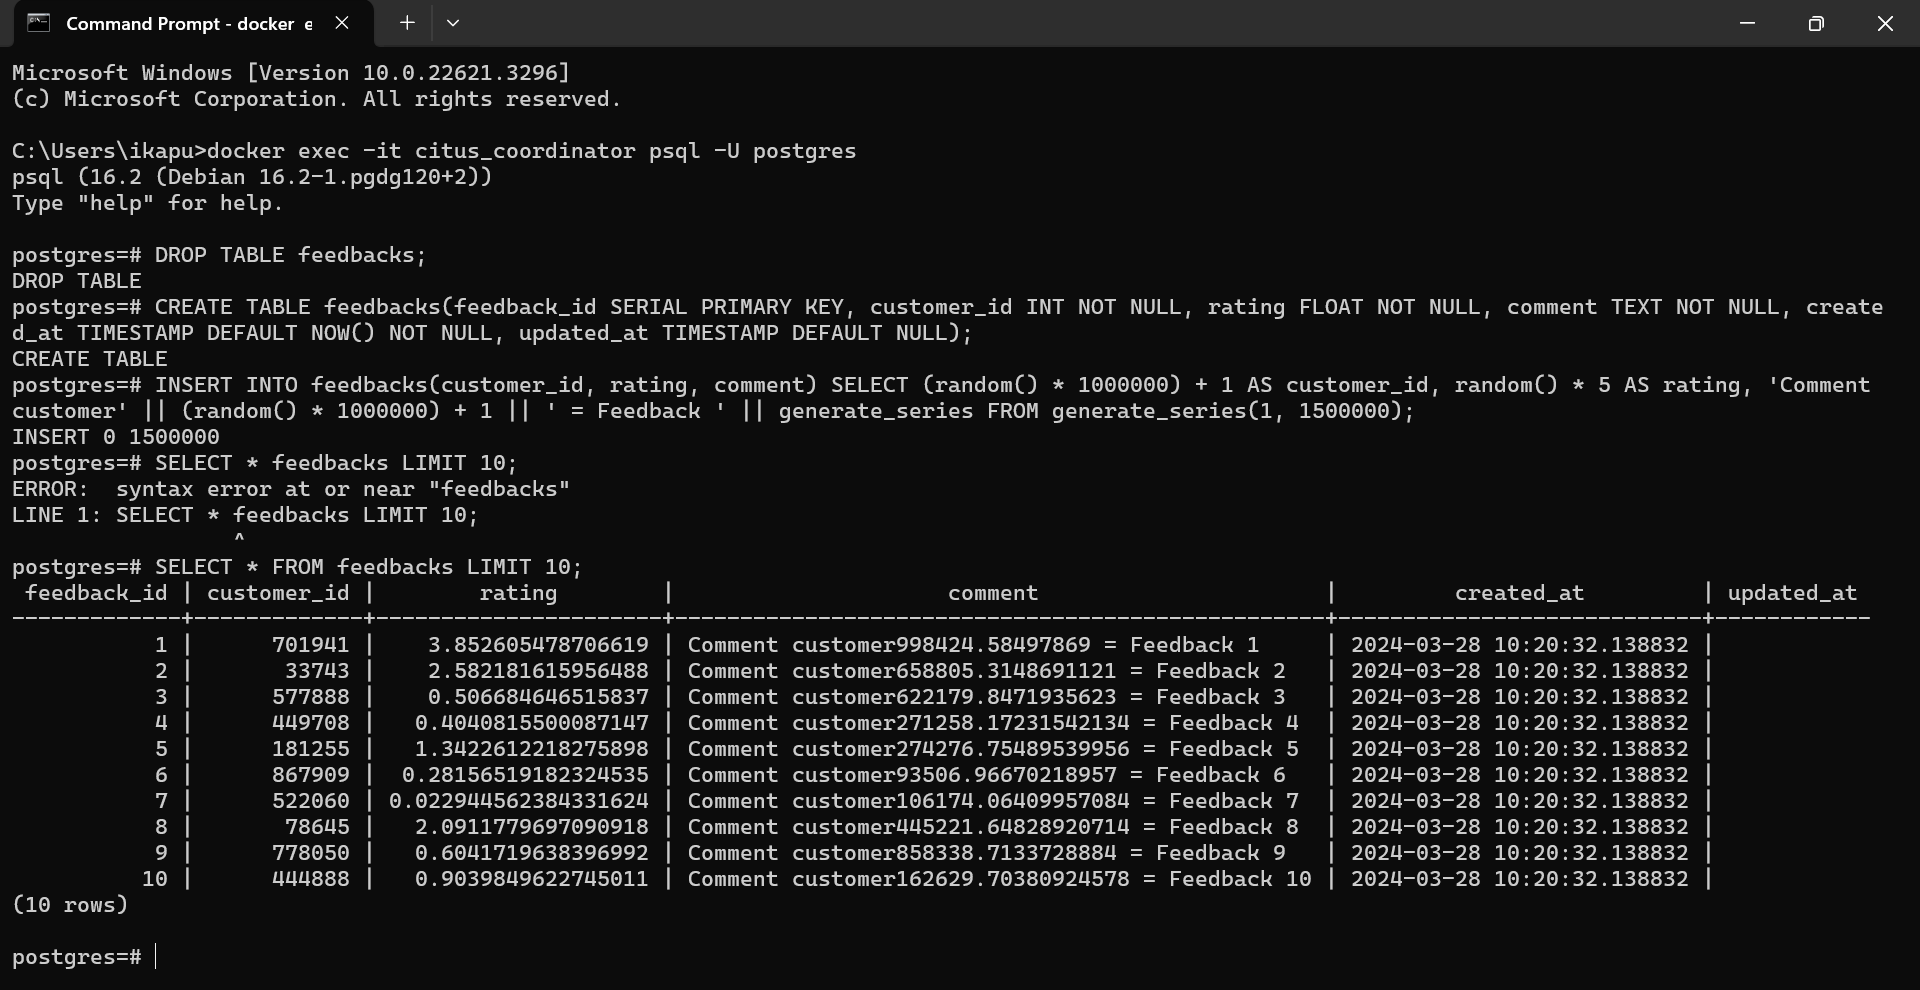 Command Prompt - docker e
Microsoft Windows [Version 10.0.22621.3296]
(c) Microsoft Corporation. All rights reserved.
C:\Users\ikapu>docker exec -it citus_coordinator psql -U postgres
psql (16.2 (Debian 16.2-1.pgdg120+2))
Type "help" for help.
postgres=# DROP TABLE feedbacks;
DROP TABLE
postgres=# CREATE TABLE feedbacks(feedback_id SERIAL PRIMARY KEY, customer_id INT NOT NULL, rating FLOAT NOT NULL, comment TEXT NOT NULL, create
d_at TIMESTAMP DEFAULT NOW() NOT NULL, updated_at TIMESTAMP DEFAULT NULL);
CREATE TABLE
postgres=# INSERT INTO feedbacks(customer_id, rating, comment) SELECT (random() * 1000000) + 1 AS customer_id, random() * 5 AS rating, 'Comment
customer' || (random() * 1000000) + 1 || ' = Feedback ' || generate_series FROM generate_series(1, 1500000);
INSERT 0 1500000
postgres=# SELECT * feedbacks LIMIT 10;
ERROR:  syntax error at or near "feedbacks"
LINE 1: SELECT * feedbacks LIMIT 10;
                 ^
postgres=# SELECT * FROM feedbacks LIMIT 10;
 feedback_id | customer_id |        rating        |                     comment                      |         created_at         | updated_at
-------------+-------------+----------------------+--------------------------------------------------+----------------------------+------------
           1 |      701941 |    3.852605478706619 | Comment customer998424.58497869 = Feedback 1     | 2024-03-28 10:20:32.138832 |
           2 |       33743 |    2.582181615956488 | Comment customer658805.3148691121 = Feedback 2   | 2024-03-28 10:20:32.138832 |
           3 |      577888 |    0.506684646515837 | Comment customer622179.8471935623 = Feedback 3   | 2024-03-28 10:20:32.138832 |
           4 |      449708 |   0.4040815500087147 | Comment customer271258.17231542134 = Feedback 4  | 2024-03-28 10:20:32.138832 |
           5 |      181255 |   1.3422612218275898 | Comment customer274276.75489539956 = Feedback 5  | 2024-03-28 10:20:32.138832 |
           6 |      867909 |  0.28156519182324535 | Comment customer93506.96670218957 = Feedback 6   | 2024-03-28 10:20:32.138832 |
           7 |      522060 | 0.022944562384331624 | Comment customer106174.06409957084 = Feedback 7  | 2024-03-28 10:20:32.138832 |
           8 |       78645 |   2.0911779697090918 | Comment customer445221.64828920714 = Feedback 8  | 2024-03-28 10:20:32.138832 |
           9 |      778050 |   0.6041719638396992 | Comment customer858338.7133728884 = Feedback 9   | 2024-03-28 10:20:32.138832 |
          10 |      444888 |   0.9039849622745011 | Comment customer162629.70380924578 = Feedback 10 | 2024-03-28 10:20:32.138832 |
(10 rows)
postgres=#